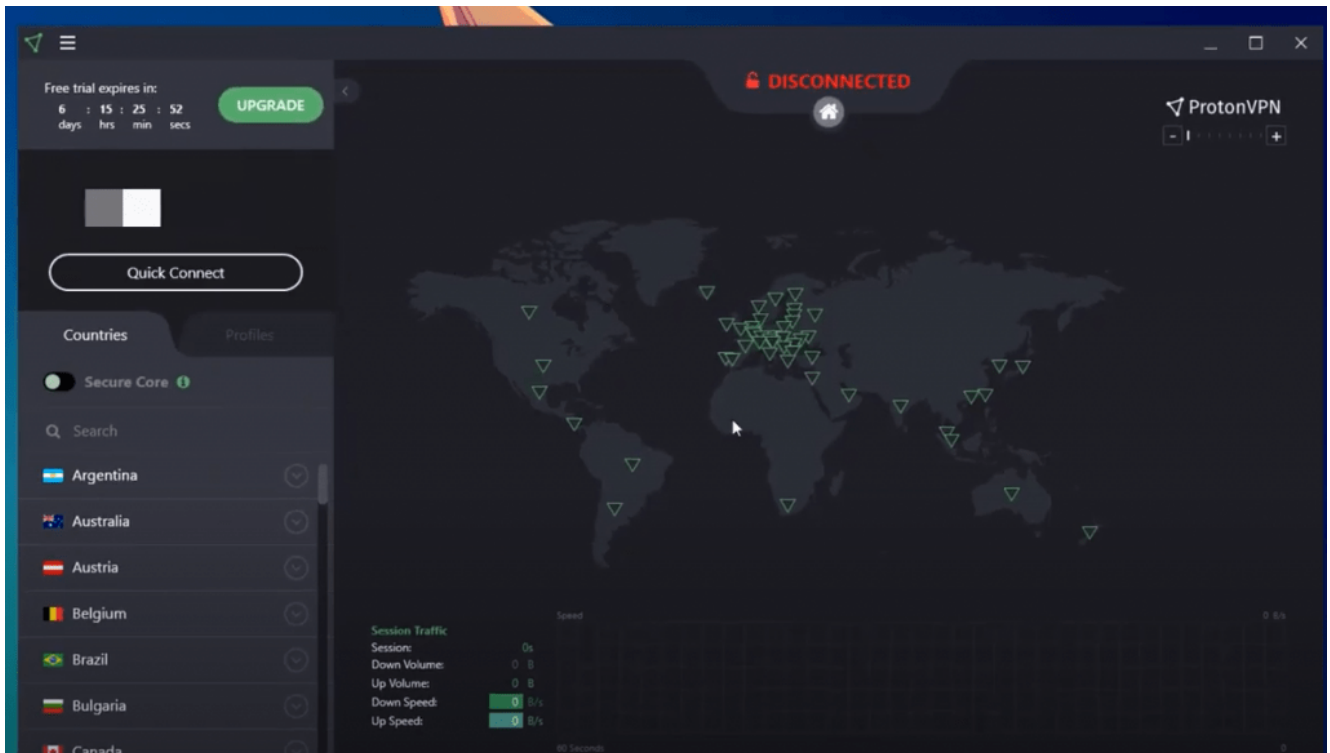 Free trial expires in:
6 : 15 : 25 : 52
days hrs min secs
UPGRADE
DISCONNECTED
ProtonVPN
- +
Quick Connect
Countries
Profiles
Secure Core
Search
Argentina
Australia
Austria
Belgium
Brazil
Bulgaria
Canada
Session Traffic
Session: 0s
Down Volume: 0 B
Up Volume: 0 B
Down Speed: 0 B/s
Up Speed: 0 B/s
Speed
0 B/s
60 Seconds
0